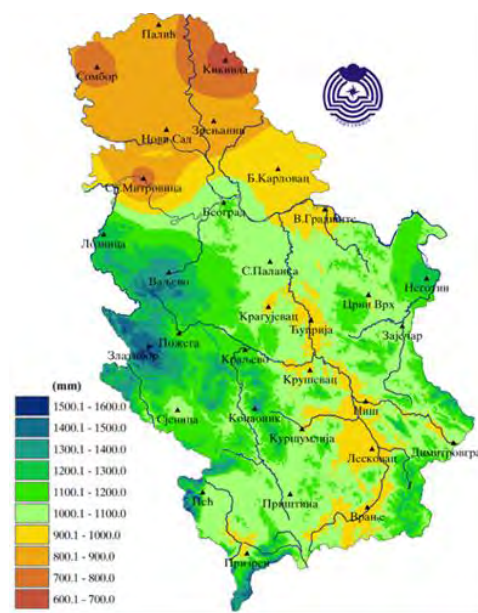 Палић
Сомбор
Кикинда
Нови Сад
Зрењанин
Б.Карловац
Ср.Митровица
Београд
В.Градиште
Лозница
Ваљево
С.Паланка
Неготин
Црни Врх
Крагујевац
Ћуприја
Зајечар
Пожега
Златибор
Краљево
Крушевац
Ниш
Сјеница
Копаоник
Куршумлија
Димитровгра
Лесковац
Пећ
Приштина
Врање
Призрен
(mm)
1500.1 - 1600.0
1400.1 - 1500.0
1300.1 - 1400.0
1200.1 - 1300.0
1100.1 - 1200.0
1000.1 - 1100.0
900.1 - 1000.0
800.1 - 900.0
700.1 - 800.0
600.1 - 700.0